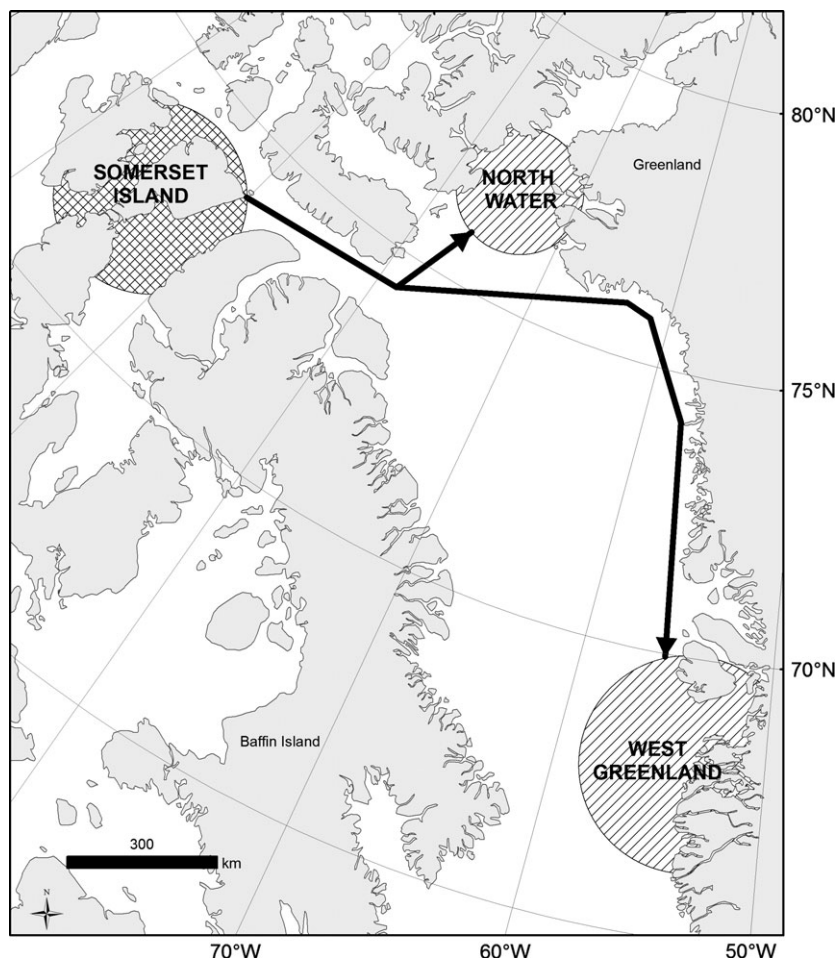 80°N
SOMERSET
ISLAND
NORTH
WATER
Greenland
75°N
70°N
WEST
GREENLAND
Baffin Island
300
km
N
70°W
60°W
50°W